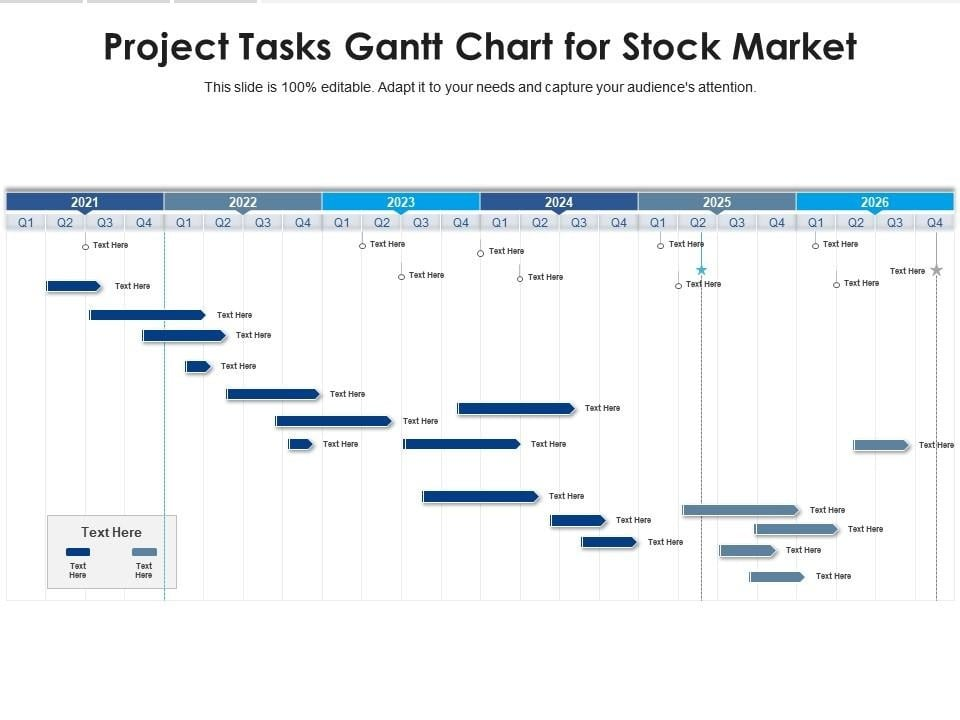 Project Tasks Gantt Chart for Stock Market
This slide is 100% editable. Adapt it to your needs and capture your audience's attention.
2021 2022 2023 2024 2025 2026
Q1 Q2 Q3 Q4 Q1 Q2 Q3 Q4 Q1 Q2 Q3 Q4 Q1 Q2 Q3 Q4 Q1 Q2 Q3 Q4 Q1 Q2 Q3 Q4
Text Here Text Here Text Here Text Here
Text Here
Text Here
Text Here Text Here
Text Here Text Here
Text Here
Text Here
Text Here
Text Here
Text Here
Text Here
Text Here
Text Here
Text Here Text Here Text Here
Text Here
Text Here
Text Here
Text Here
Text Here
Text Here
Text Here
Text Here
Text Here
Text
Here
Text
Here